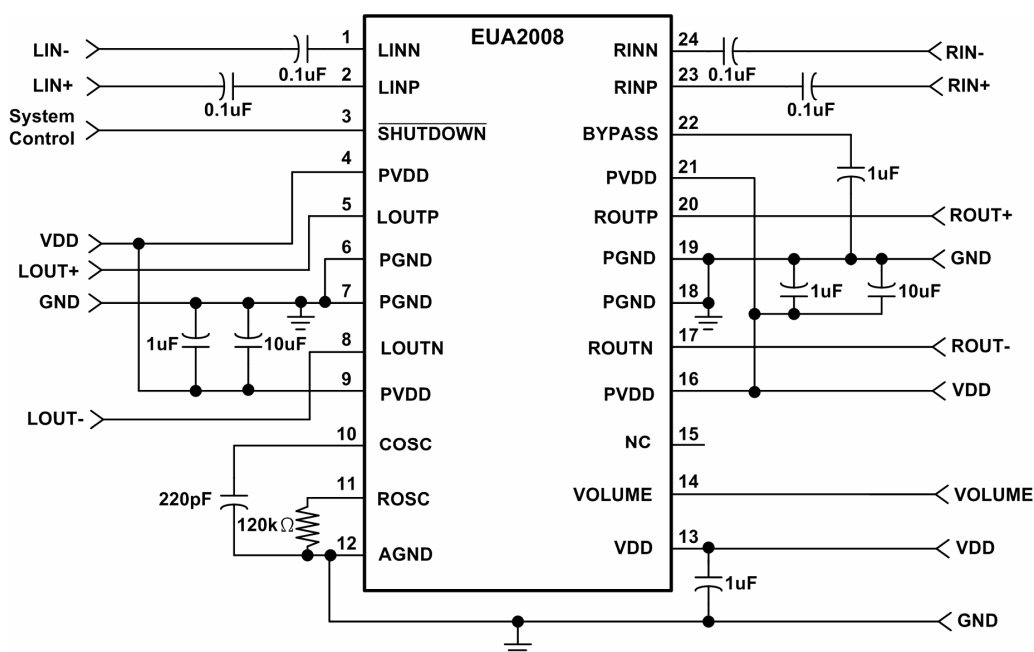 EUA2008
LIN-
0.1uF
1
LINN
LIN+
0.1uF
2
LINP
System
Control
3
SHUTDOWN
4
PVDD
5
LOUTP
VDD
6
PGND
LOUT+
GND
7
PGND
1uF
10uF
8
LOUTN
9
PVDD
LOUT-
10
COSC
220pF
11
ROSC
120kΩ
12
AGND
RINN
24
0.1uF
RIN-
RINP
23
0.1uF
RIN+
BYPASS
22
1uF
PVDD
21
ROUTP
20
ROUT+
PGND
19
GND
1uF
10uF
PGND
18
ROUTN
17
ROUT-
PVDD
16
VDD
NC
15
VOLUME
14
VOLUME
VDD
13
VDD
1uF
GND